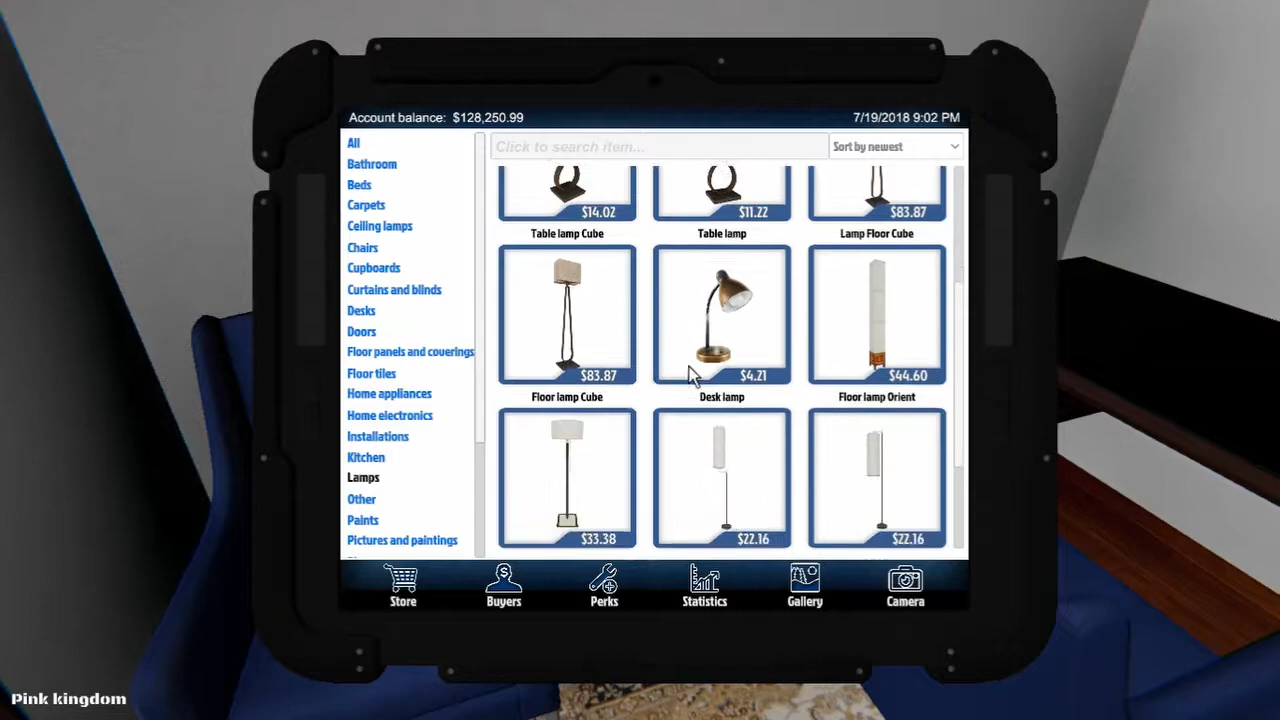 Account balance: $128,250.99
7/19/2018 9:02 PM
All
Bathroom
Beds
Carpets
Ceiling lamps
Chairs
Cupboards
Curtains and blinds
Desks
Doors
Floor panels and coverings
Floor tiles
Home appliances
Home electronics
Installations
Kitchen
Lamps
Other
Paints
Pictures and paintings
Click to search item...
Sort by newest
$14.02
$11.22
$83.87
Table lamp Cube
Table lamp
Lamp Floor Cube
$83.87
$4.21
$44.60
Floor lamp Cube
Desk lamp
Floor lamp Orient
$33.38
$22.16
$22.16
Store
Buyers
Perks
Statistics
Gallery
Camera
Pink kingdom